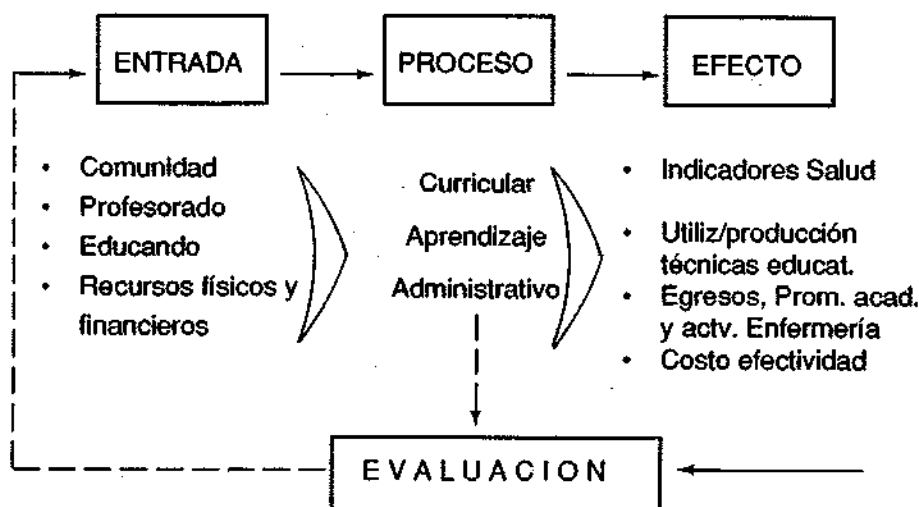 ENTRADA
PROCESO
EFECTO
• Comunidad
• Profesorado
• Educando
• Recursos físicos y
financieros
Curricular
Aprendizaje
Administrativo
• Indicadores Salud
• Utiliz/producción
técnicas educat.
• Egresos, Prom. acad.
y actv. Enfermería
• Costo efectividad
EVALUACION